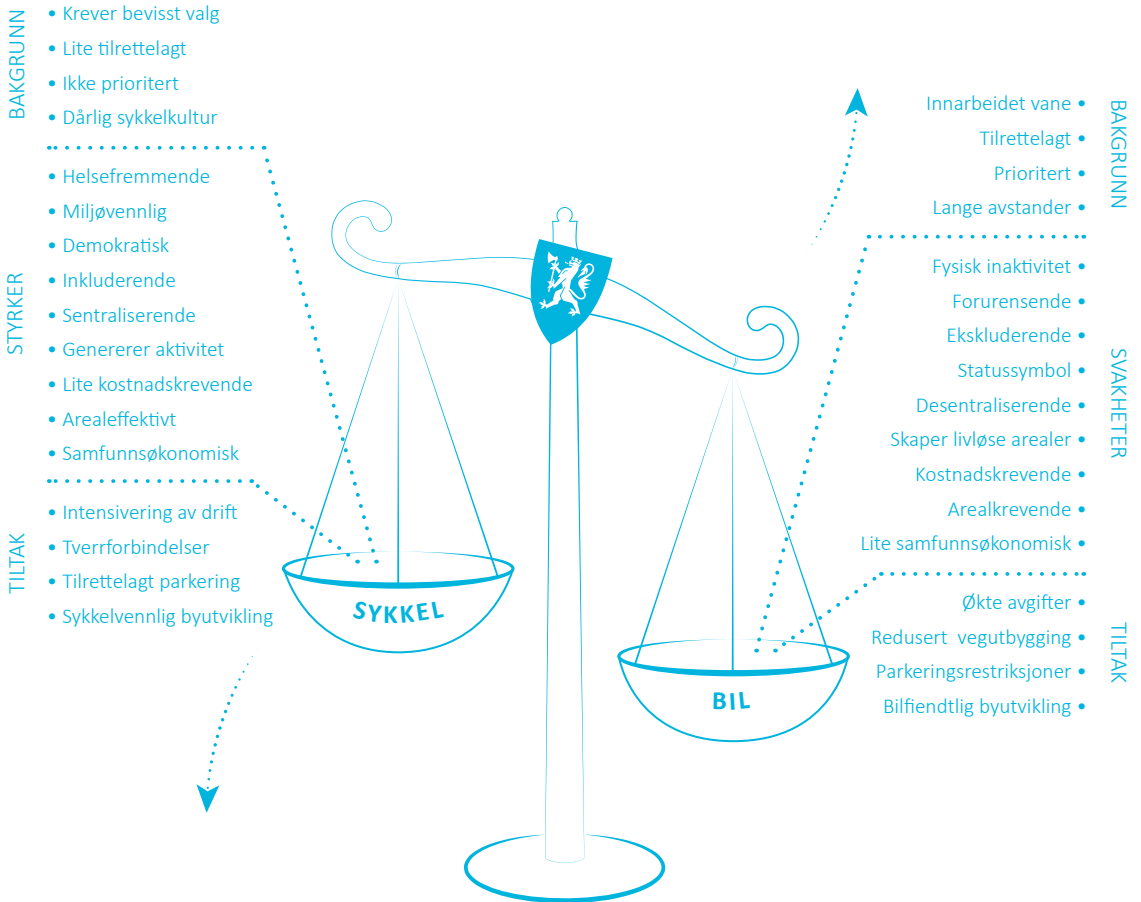 BAKGRUNN
• Krever bevisst valg
• Lite tilrettelagt
• Ikke prioritert
• Dårlig sykkelkultur
STYRKER
• Helsefremmende
• Miljøvennlig
• Demokratisk
• Inkluderende
• Sentraliserende
• Genererer aktivitet
• Lite kostnadskrevende
• Arealeffektivt
• Samfunnsøkonomisk
TILTAK
• Intensivering av drift
• Tverrforbindelser
• Tilrettelagt parkering
• Sykkelvennlig byutvikling
SYKKEL
BIL
BAKGRUNN
Innarbeidet vane •
Tilrettelagt •
Prioritert •
Lange avstander •
SVAKHETER
Fysisk inaktivitet •
Forurensende •
Ekskluderende •
Statussymbol •
Desentraliserende •
Skaper livløse arealer •
Kostnadskrevende •
Arealkrevende •
Lite samfunnsøkonomisk •
TILTAK
Økte avgifter •
Redusert vegutbygging •
Parkeringsrestriksjoner •
Bilfiendtlig byutvikling •